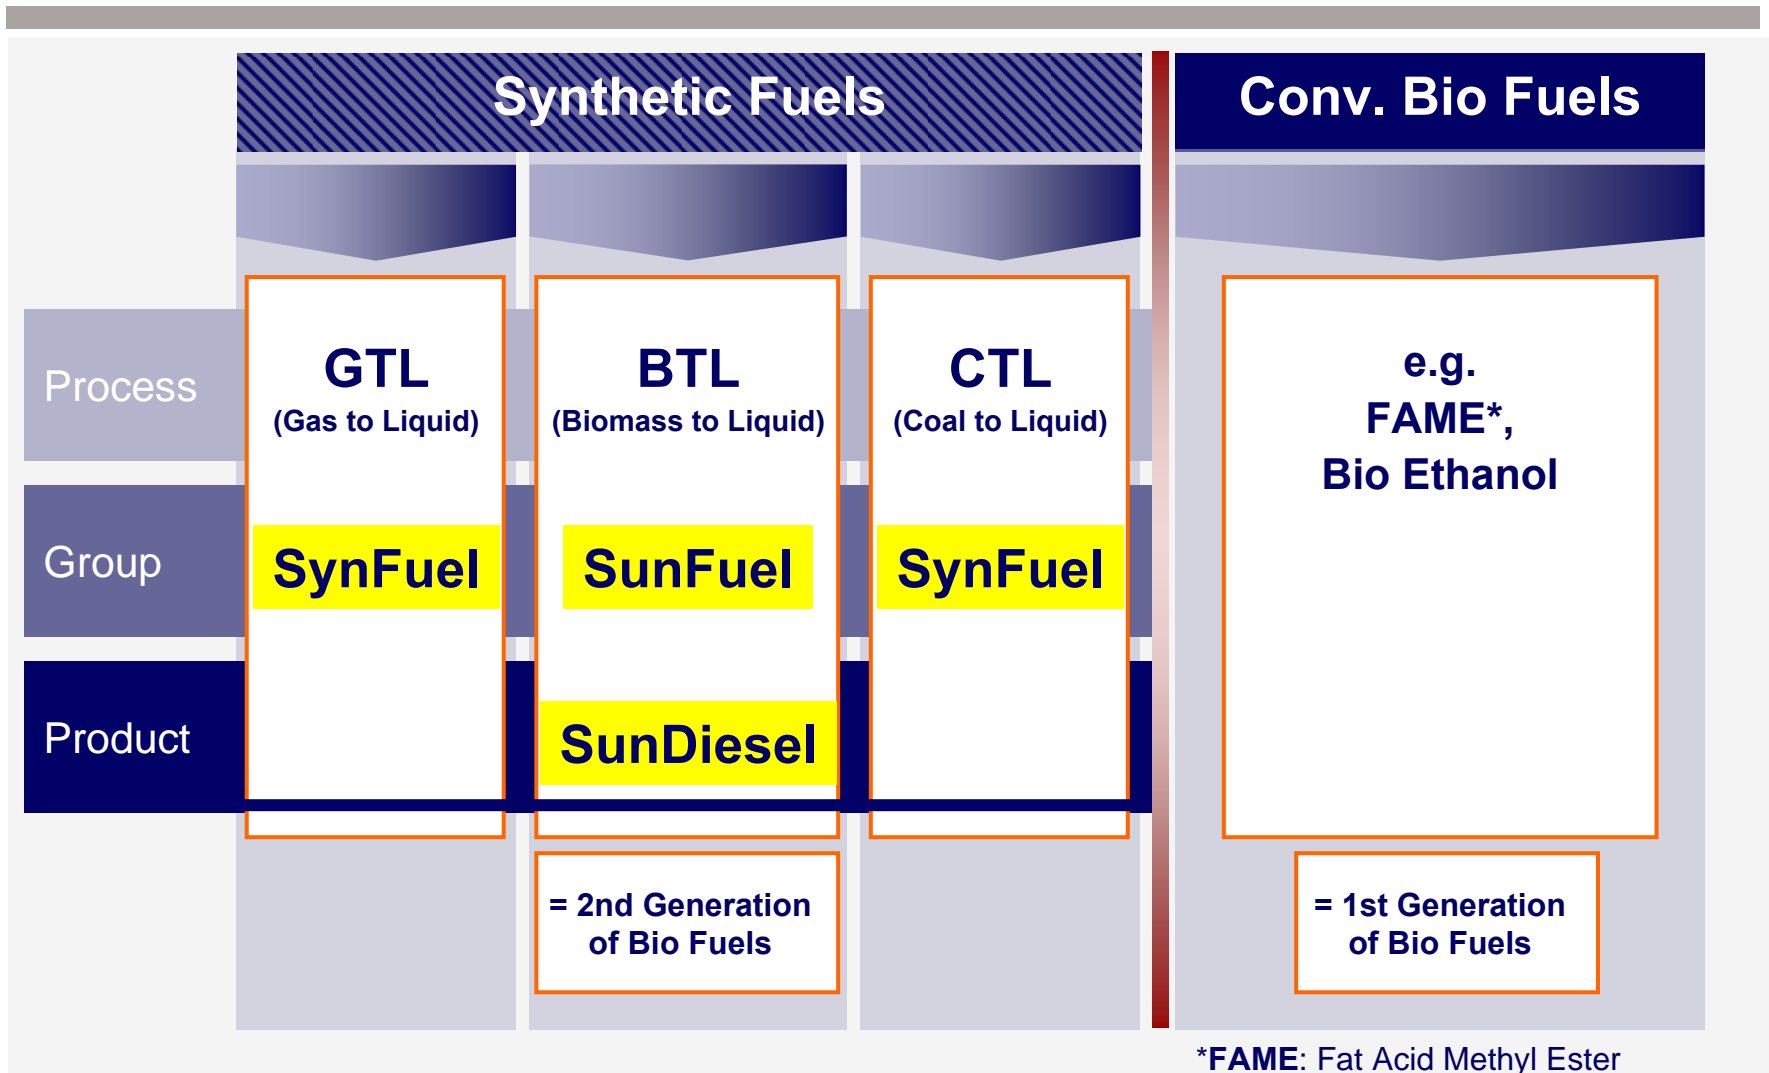 Synthetic Fuels
Conv. Bio Fuels
Process
GTL
(Gas to Liquid)
BTL
(Biomass to Liquid)
CTL
(Coal to Liquid)
e.g.
FAME*,
Bio Ethanol
Group
SynFuel
SunFuel
SynFuel
Product
SunDiesel
= 2nd Generation
of Bio Fuels
= 1st Generation
of Bio Fuels
*FAME: Fat Acid Methyl Ester